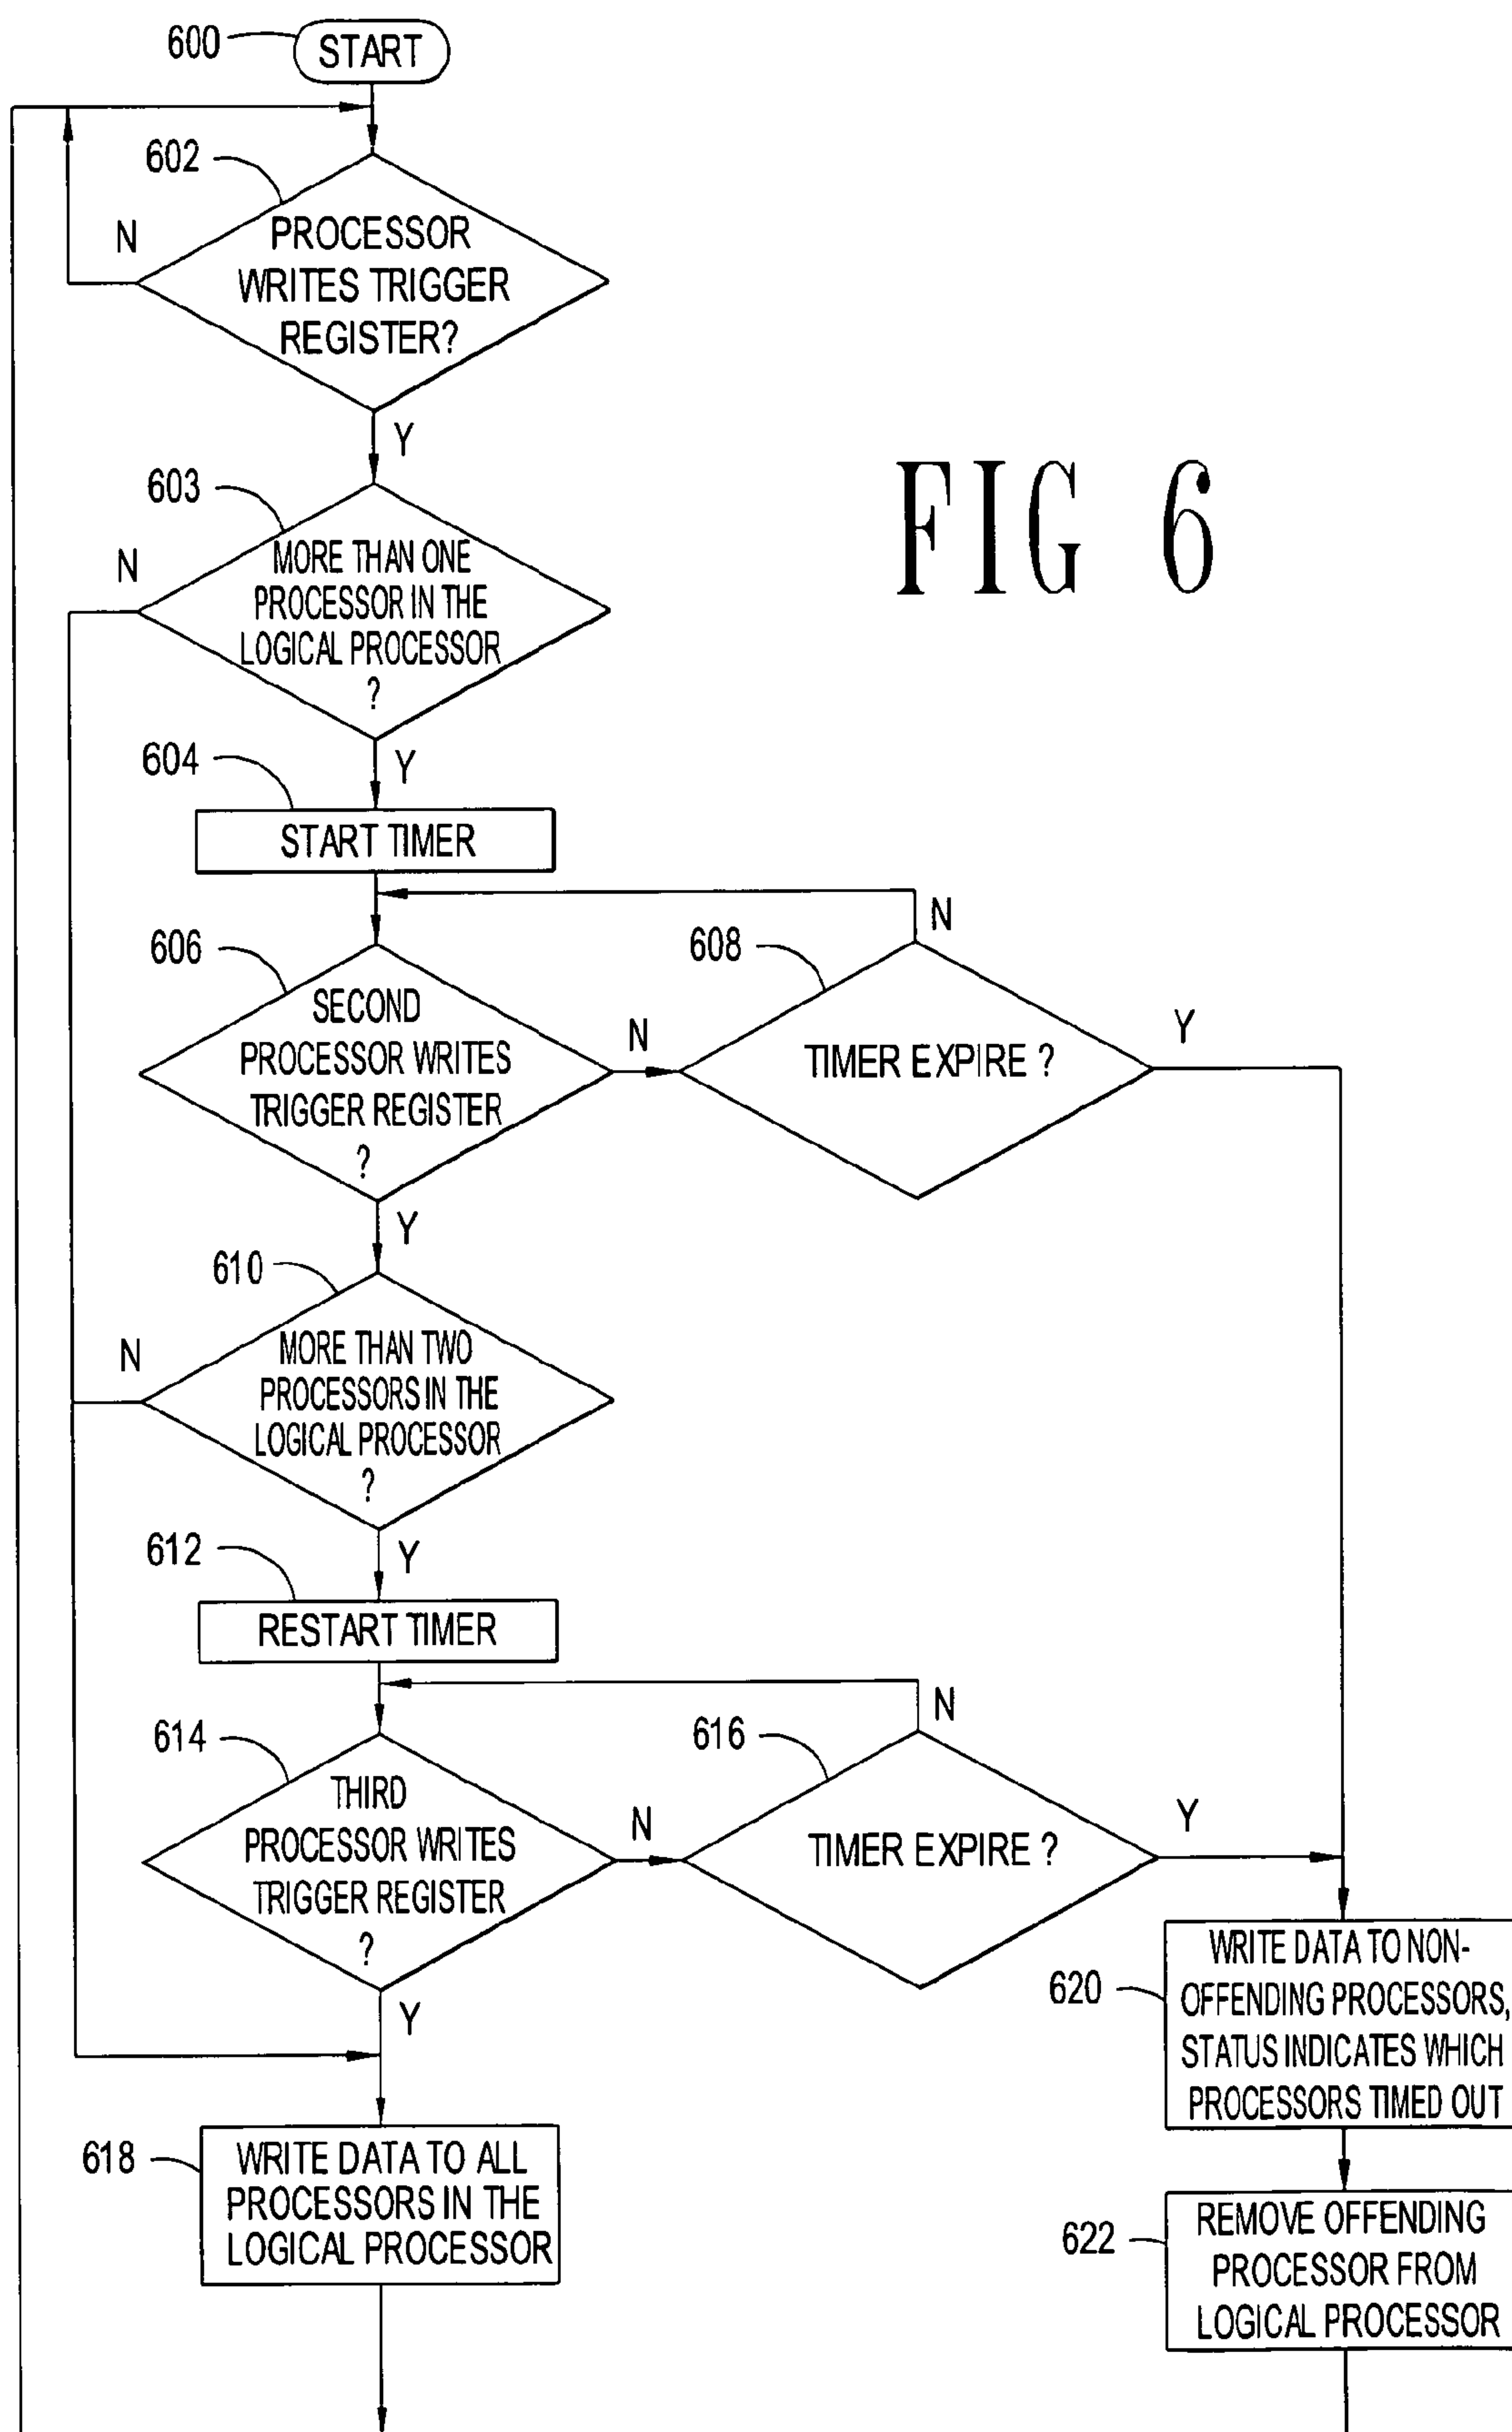 600
START
602
N
PROCESSOR
WRITES TRIGGER
REGISTER?
Y
FIG 6
603
N
MORE THAN ONE
PROCESSOR IN THE
LOGICAL PROCESSOR
?
Y
604
START TIMER
N
606
608
SECOND
PROCESSOR WRITES
TRIGGER REGISTER
?
N
TIMER EXPIRE ?
Y
Y
610
N
MORE THAN TWO
PROCESSORS IN THE
LOGICAL PROCESSOR
?
Y
612
RESTART TIMER
N
614
616
THIRD
PROCESSOR WRITES
TRIGGER REGISTER
?
N
TIMER EXPIRE ?
Y
Y
620
WRITE DATA TO NON-
OFFENDING PROCESSORS,
STATUS INDICATES WHICH
PROCESSORS TIMED OUT
618
WRITE DATA TO ALL
PROCESSORS IN THE
LOGICAL PROCESSOR
622
REMOVE OFFENDING
PROCESSOR FROM
LOGICAL PROCESSOR